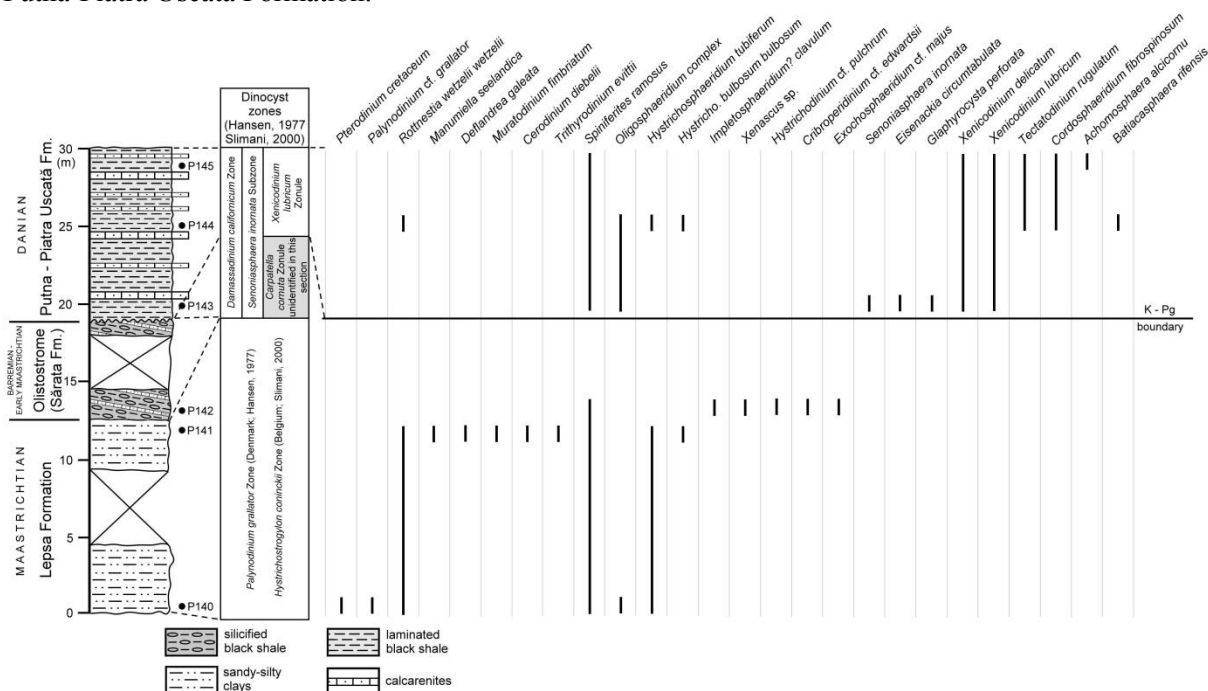 Putna-Piatra Uscată Formation.
Pterodinium cretaceum
Palynodinium cf. grallator
Rottnestia wetzelii wetzelii
Manumiella seelandica
Deflandrea galeata
Muratodinium fimbriatum
Cerodinium diebelii
Trithyrodinium evittii
Spiniferites ramosus
Oligosphaeridium complex
Hystrichosphaeridium tubiferum
Hystricho. bulbosum bulbosum
Impletosphaeridium? clavulum
Xenascus sp.
Hystrichodinium cf. pulchrum
Cribroperidinium cf. edwardsii
Exochosphaeridium cf. majus
Senoniasphaera inornata
Eisenackia circumtabulata
Glaphyrocysta perforata
Xenicodinium delicatum
Xenicodinium lubricum
Tectatodinium rugulatum
Cordosphaeridium fibrospinosum
Achomosphaera alcicornu
Batiacasphaera rifensis
Dinocyst
zones
(Hansen, 1977
Slimani, 2000)
30
(m)
25
20
15
10
5
0
DANIAN
Putna - Piatra Uscată Fm.
BARREMIAN -
EARLY MAASTRICHTIAN
Olistostrome
(Sărata Fm.)
MAASTRICHTIAN
Lepsa Formation
P145
P144
P143
P142
P141
P140
Damassadinium californicum Zone
Senoniasphaera inornata Subzone
Xenicodinium
lubricum
Zonule
Carpatella
cornuta Zonule
unidentified in this
section
Palynodinium grallator Zone (Denmark; Hansen, 1977)
Hystrichostrogylon coninckii Zone (Belgium; Slimani, 2000)
K - Pg
boundary
silicified
black shale
laminated
black shale
sandy-silty
clays
calcarenites